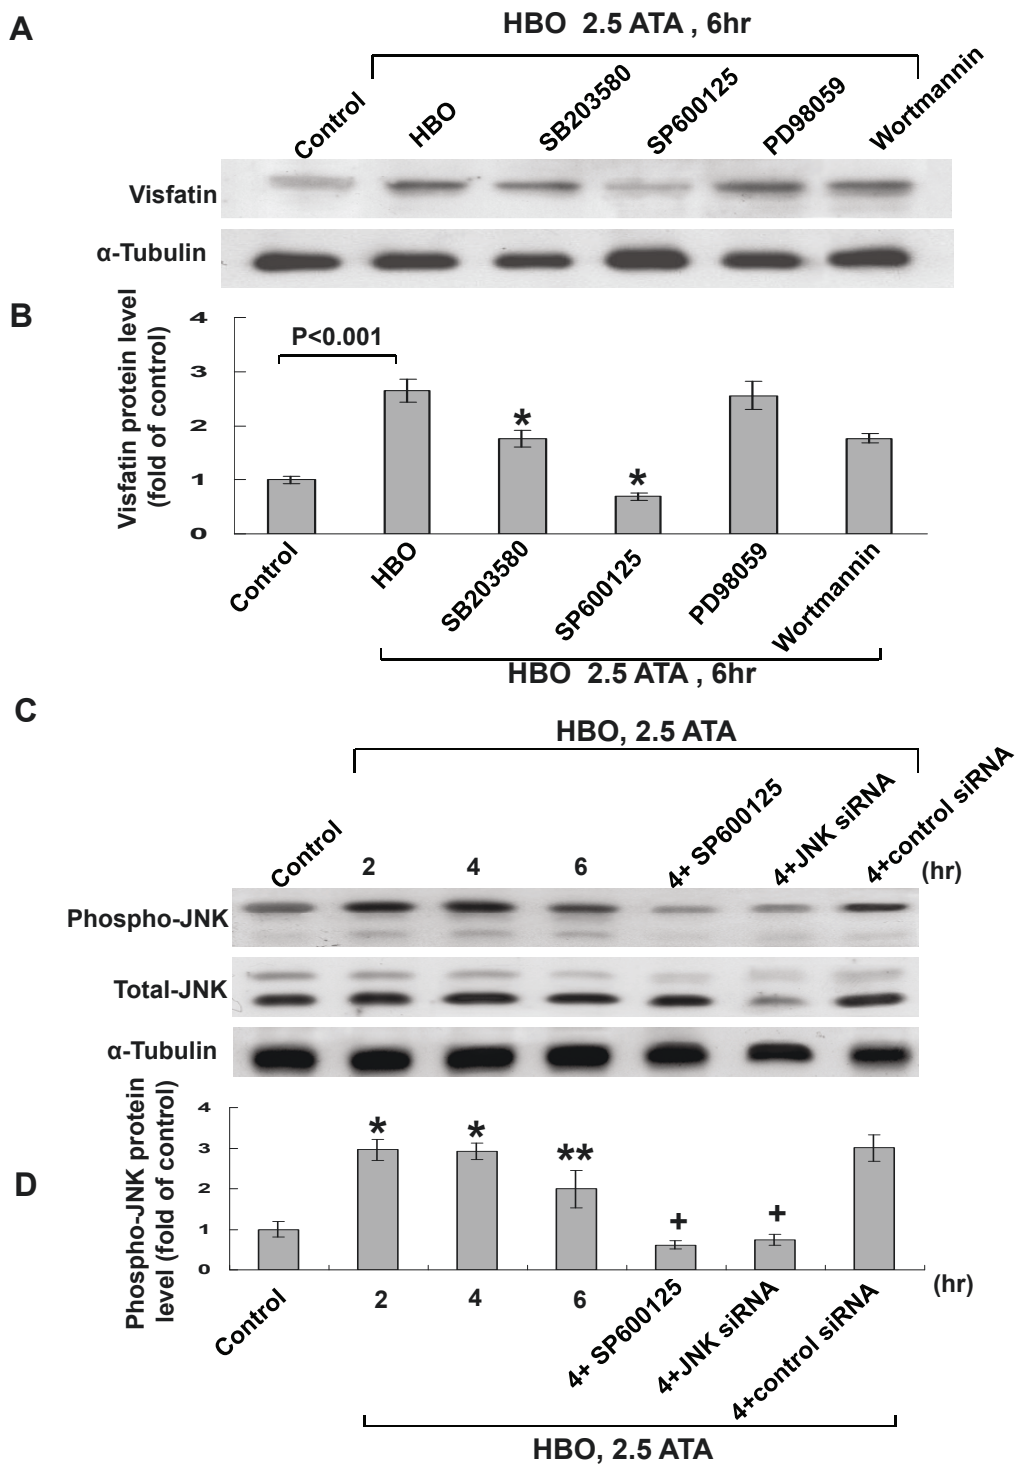 A
HBO 2.5 ATA , 6hr
Control HBO SB203580 SP600125 PD98059 Wortmannin
Visfatin
α-Tubulin
B
Visfatin protein level
(fold of control)
4
P<0.001
3
2
*
1
*
0
Control HBO SB203580 SP600125 PD98059 Wortmannin
HBO 2.5 ATA , 6hr
C
HBO, 2.5 ATA
Control 2 4 6 4+ SP600125 4+JNK siRNA 4+control siRNA (hr)
Phospho-JNK
Total-JNK
α-Tubulin
D
Phospho-JNK protein
level (fold of control)
4
* *
3
**
2
+ +
1
0
Control 2 4 6 4+ SP600125 4+JNK siRNA 4+control siRNA (hr)
HBO, 2.5 ATA